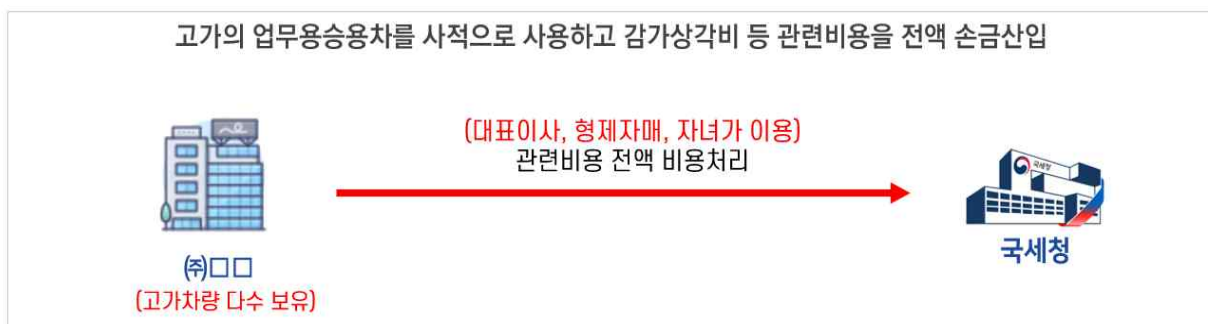 고가의 업무용승용차를 사적으로 사용하고 감가상각비 등 관련비용을 전액 손금산입
(대표이사, 형제자매, 자녀가 이용)
관련비용 전액 비용처리
국세청
국세청
㈜□□
(고가차량 다수 보유)